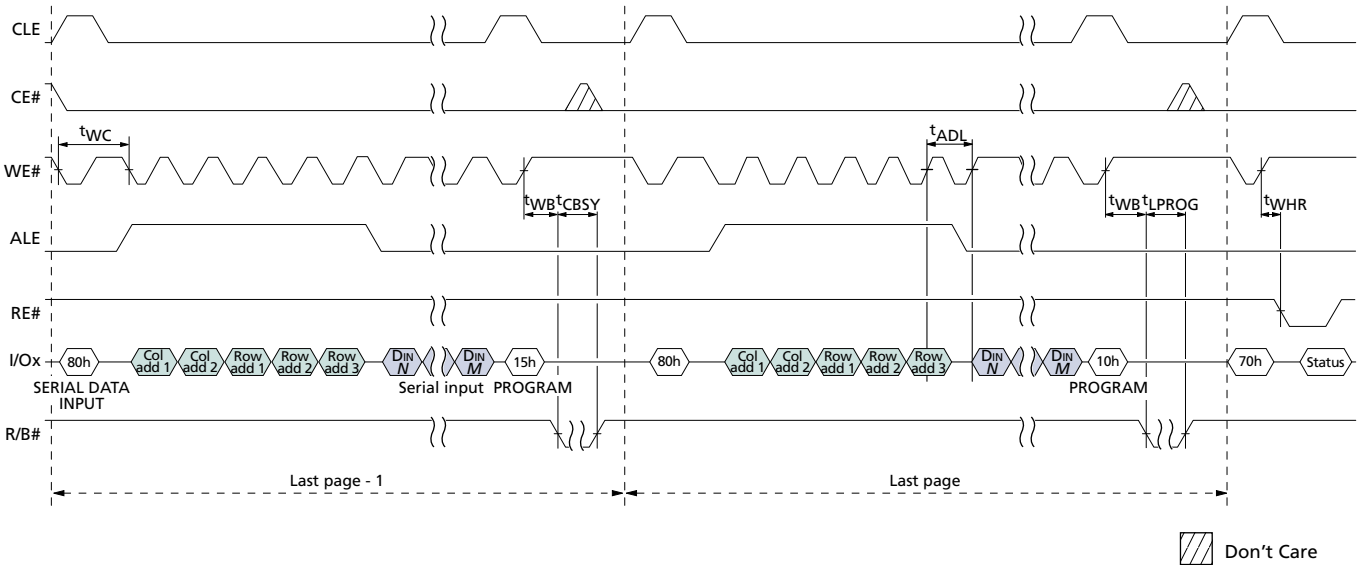 CLE
CE#
tWC
tADL
WE#
tWB tCBSY
tWB tLPROG
tWHR
ALE
RE#
I/Ox
80h
Col add 1
Col add 2
Row add 1
Row add 2
Row add 3
DIN N
DIN M
15h
80h
Col add 1
Col add 2
Row add 1
Row add 2
Row add 3
DIN N
DIN M
10h
70h
Status
SERIAL DATA
INPUT
Serial input
PROGRAM
PROGRAM
R/B#
Last page - 1
Last page
Don't Care